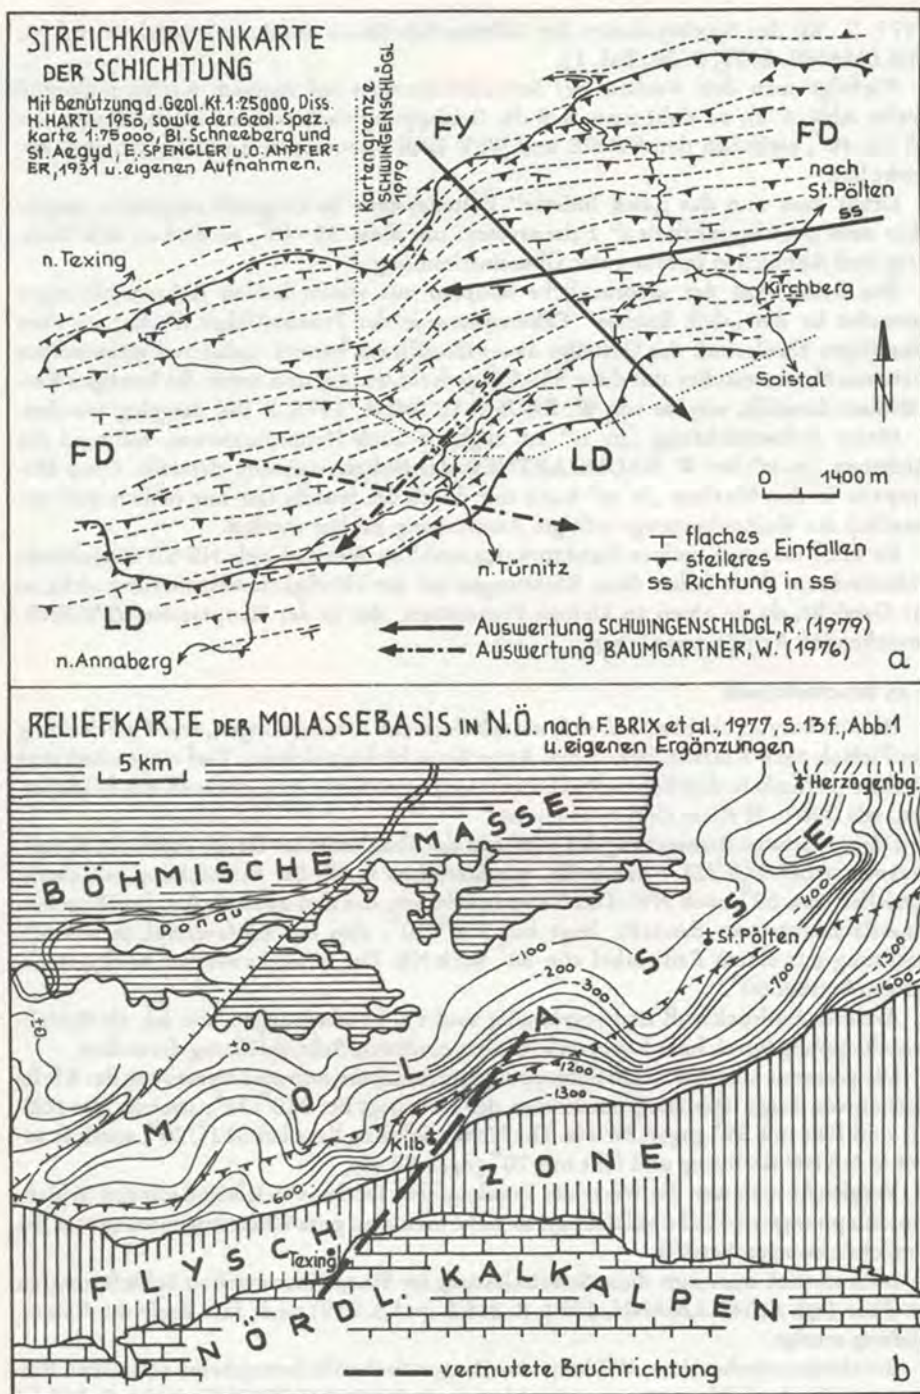 STREICHKURVENKARTE
DER SCHICHTUNG
Mit Benützung d. Geol. Kt. 1:25000, Diss.
H. HARTL 1950, sowie der Geol. Spez.
karte 1:75000, Bl. Schneeberg und
St. Aegyd, E. SPENGLER u. O. AMPFER-
ER, 1931 u. eigenen Aufnahmen.
Kartengrenze
SCHWINGENSCHLÖGL
1979
FY
FD
nach
St. Pölten
ss
n. Texing
Kirchberg
Soistal
N
ss
FD
LD
0 1400 m
n. Türnitz
flaches Einfallen
steileres
ss Richtung in ss
LD
n. Annaberg
Auswertung SCHWINGENSCHLÖGL, R. (1979)
Auswertung BAUMGARTNER, W. (1976)
a
RELIEFKARTE DER MOLASSEBASIS in N.Ö. nach F. BRIX et al., 1977, S. 13 f., Abb. 1
u. eigenen Ergänzungen
5 km
Herzogenbg.
BÖHMISCHE MASSE
Donau
St. Pölten
-400
-700
-1300
-1600
-100
-200
-300
-1200
-1300
MOLASSE
Kilb
-600
FLYSCH ZONE
Texing
NÖRDL. KALKALPEN
vermutete Bruchrichtung
b